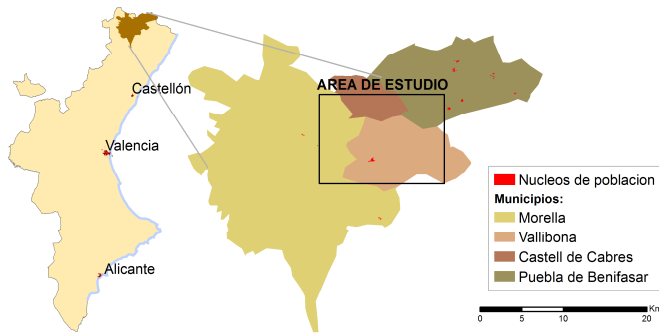 AREA DE ESTUDIO
Castellón
Valencia
Alicante
Nucleos de poblacion
Municipios:
Morella
Vallibona
Castell de Cabres
Puebla de Benifasar
Km
0 5 10 20